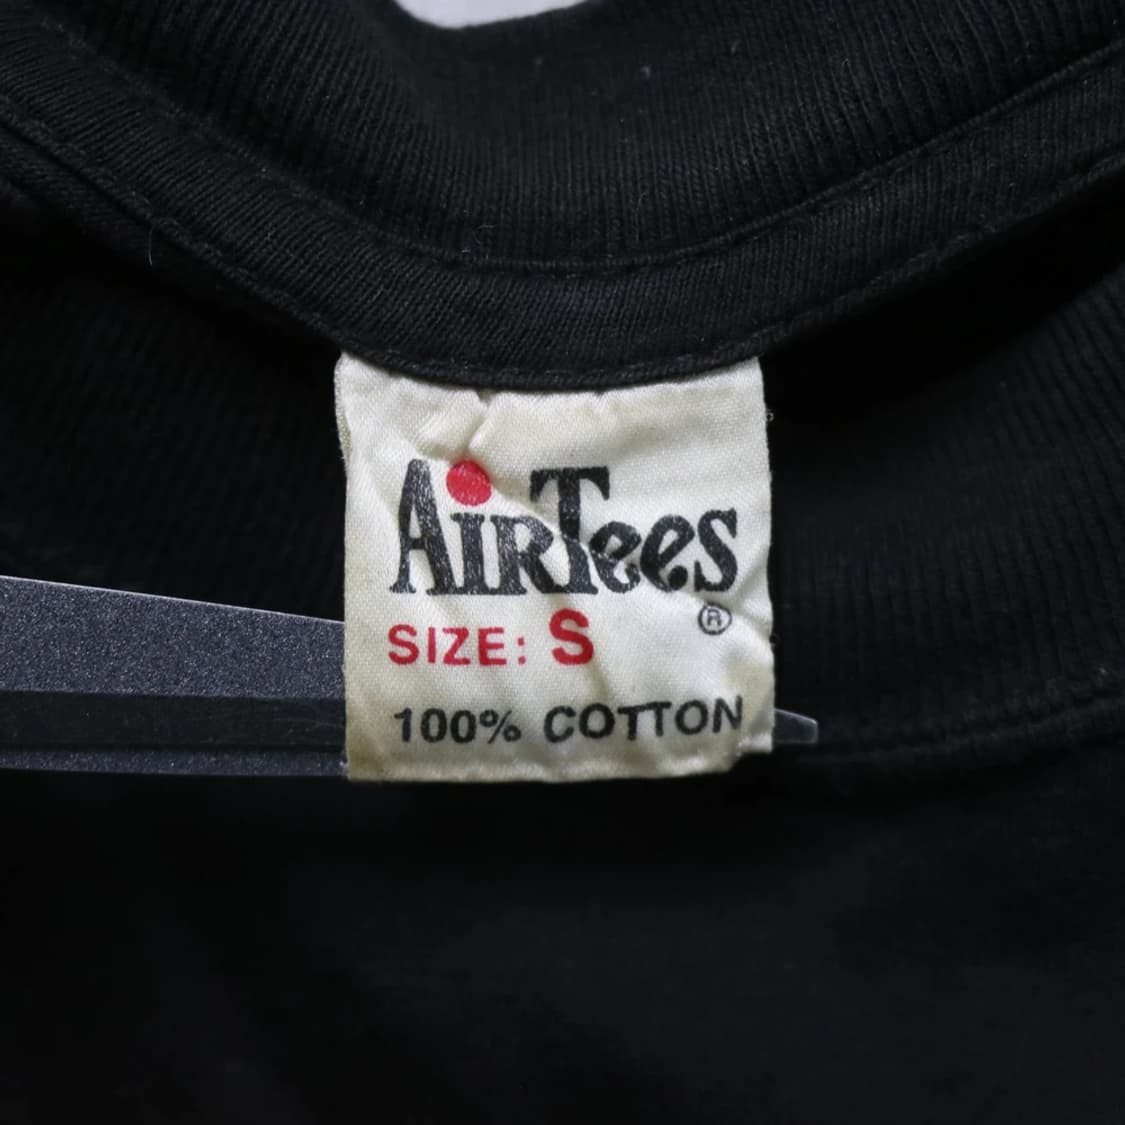 AIRTees
®
SIZE: S
100% COTTON